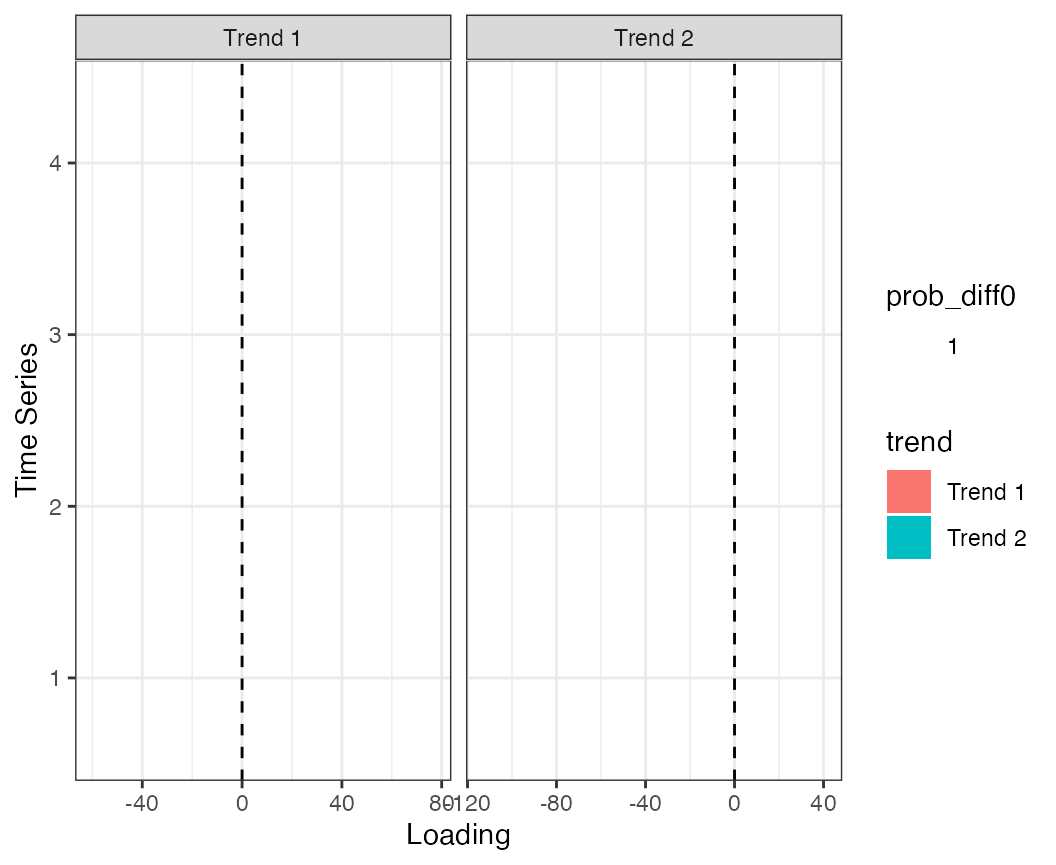 Trend 1
Trend 2
4
3
2
1
Time Series
-40 0 40 80
-120 -80 -40 0 40
Loading
prob_diff0
1
trend
Trend 1
Trend 2